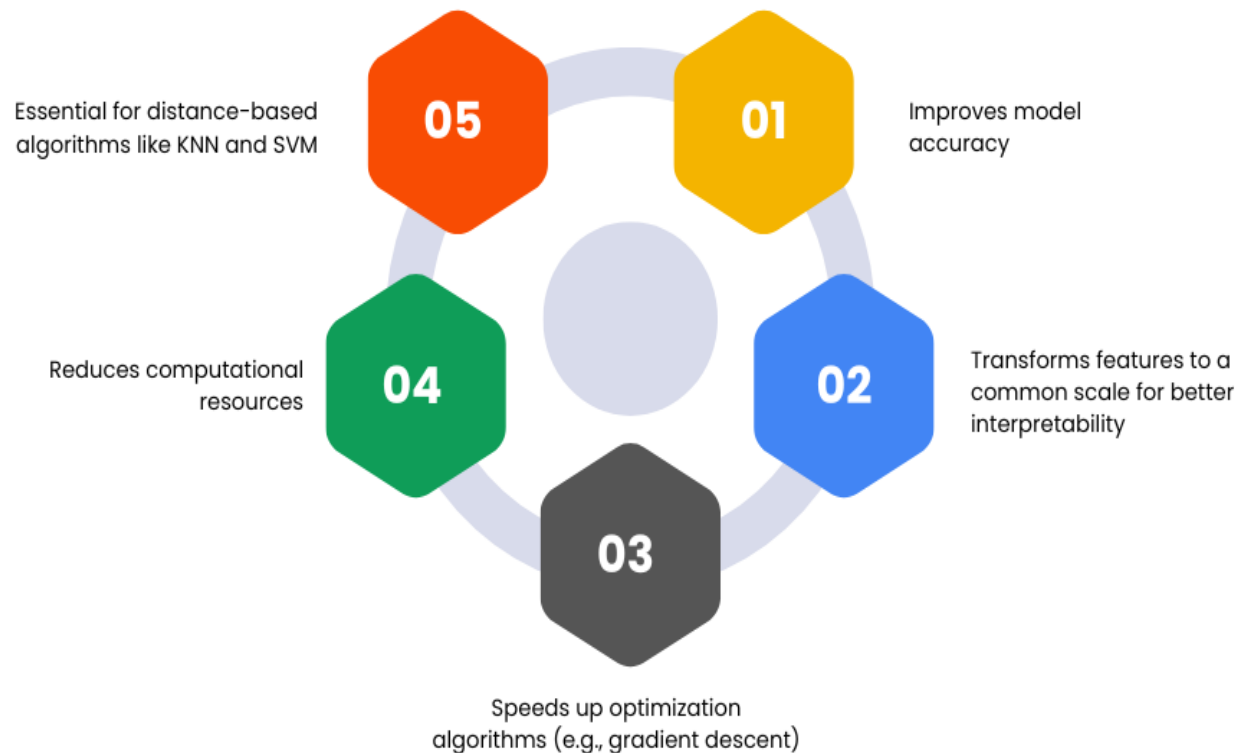 01
Improves model
accuracy
02
Transforms features to a
common scale for better
interpretability
03
Speeds up optimization
algorithms (e.g., gradient descent)
04
Reduces computational
resources
05
Essential for distance-based
algorithms like KNN and SVM